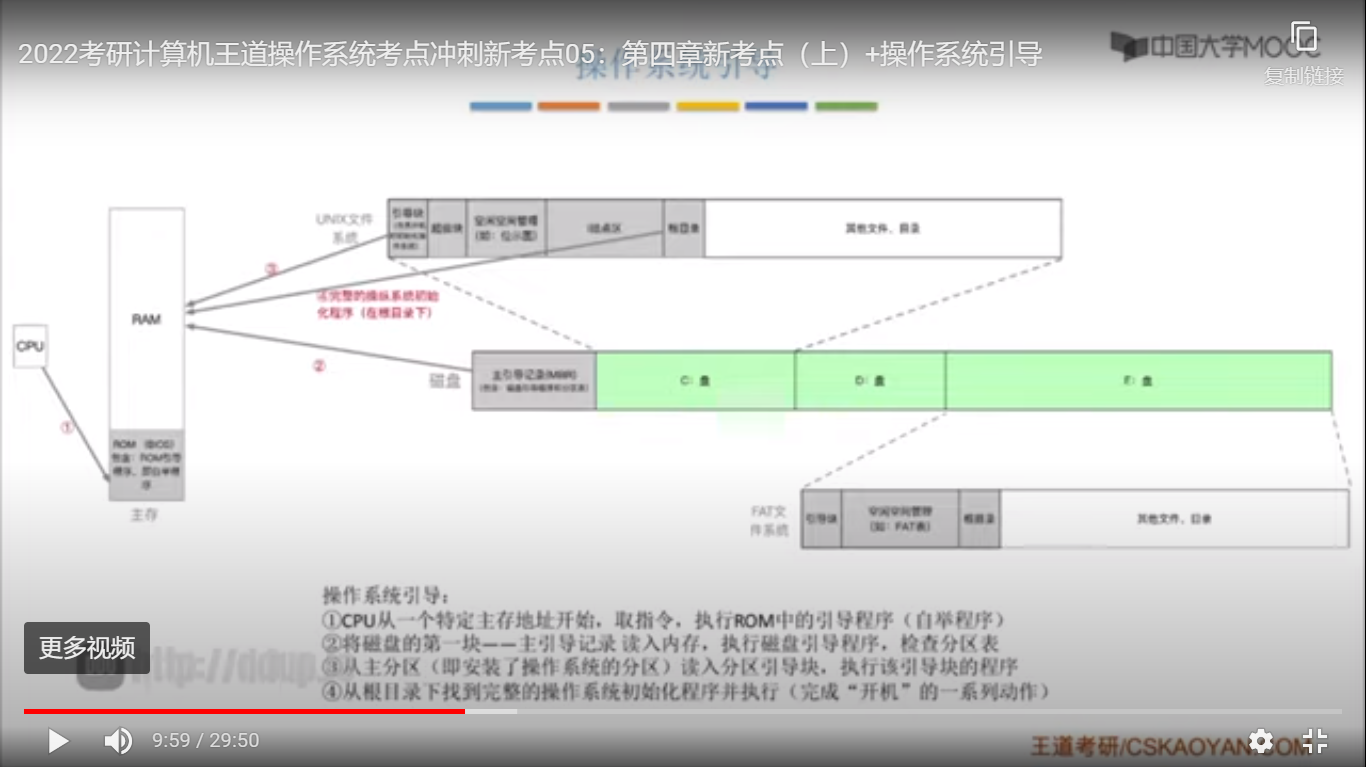 2022考研计算机王道操作系统考点冲刺新考点05：第四章新考点（上）+操作系统引导
中国大学MOOC
复制链接
操作系统引导
UNIX文件
系统
引导块
超级块
空闲空间管理
（如：位示图）
i结点区
根目录
其他文件、目录
③
④完整的操纵系统初始
化程序（在根目录下）
RAM
CPU
②
磁盘
主引导记录(MBR)
（包含：磁盘引导程序和分区表）
C：盘
D：盘
E：盘
①
ROM （BIOS）
包含：ROM引导
程序，即自举程
序
主存
FAT文
件系统
引导块
空闲空间管理
（如：FAT表）
根目录
其他文件、目录
操作系统引导：
①CPU从一个特定主存地址开始，取指令，执行ROM中的引导程序（自举程序）
②将磁盘的第一块——主引导记录 读入内存，执行磁盘引导程序，检查分区表
③从主分区（即安装了操作系统的分区）读入分区引导块，执行该引导块的程序
④从根目录下找到完整的操作系统初始化程序并执行（完成“开机”的一系列动作）
更多视频
9:59 / 29:50
王道考研/CSKAOYAN.COM